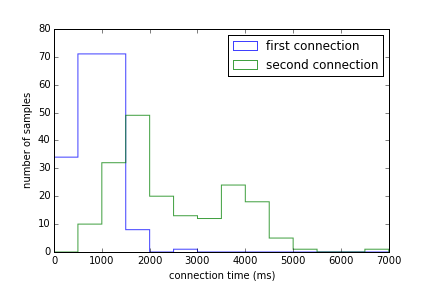 80
70
60
50
40
30
20
10
0
number of samples
first connection
second connection
0 1000 2000 3000 4000 5000 6000 7000
connection time (ms)